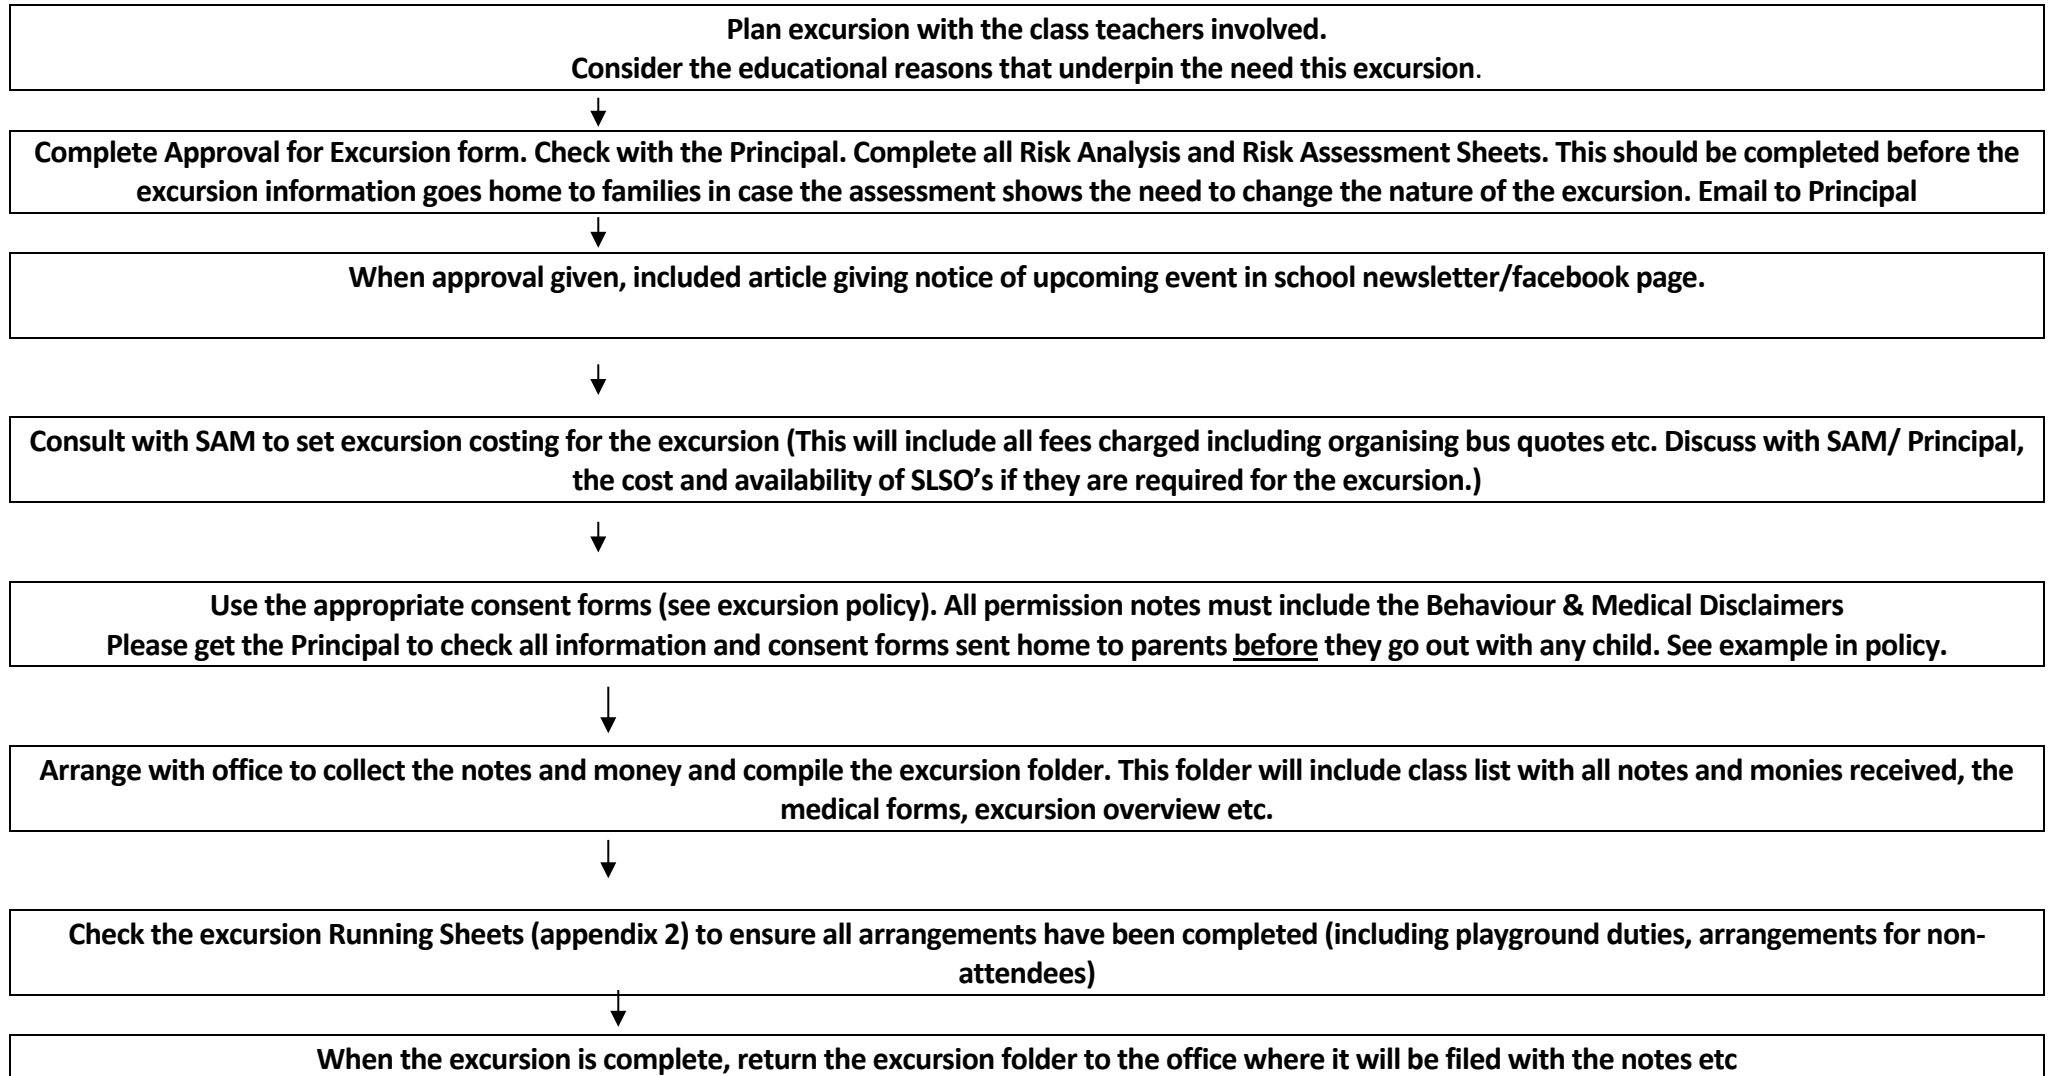 Plan excursion with the class teachers involved.
Consider the educational reasons that underpin the need this excursion.
Complete Approval for Excursion form. Check with the Principal. Complete all Risk Analysis and Risk Assessment Sheets. This should be completed before the
excursion information goes home to families in case the assessment shows the need to change the nature of the excursion. Email to Principal
When approval given, included article giving notice of upcoming event in school newsletter/facebook page.
Consult with SAM to set excursion costing for the excursion (This will include all fees charged including organising bus quotes etc. Discuss with SAM/ Principal,
the cost and availability of SLSO’s if they are required for the excursion.)
Use the appropriate consent forms (see excursion policy). All permission notes must include the Behaviour & Medical Disclaimers
Please get the Principal to check all information and consent forms sent home to parents before they go out with any child. See example in policy.
Arrange with office to collect the notes and money and compile the excursion folder. This folder will include class list with all notes and monies received, the
medical forms, excursion overview etc.
Check the excursion Running Sheets (appendix 2) to ensure all arrangements have been completed (including playground duties, arrangements for non-
attendees)
When the excursion is complete, return the excursion folder to the office where it will be filed with the notes etc